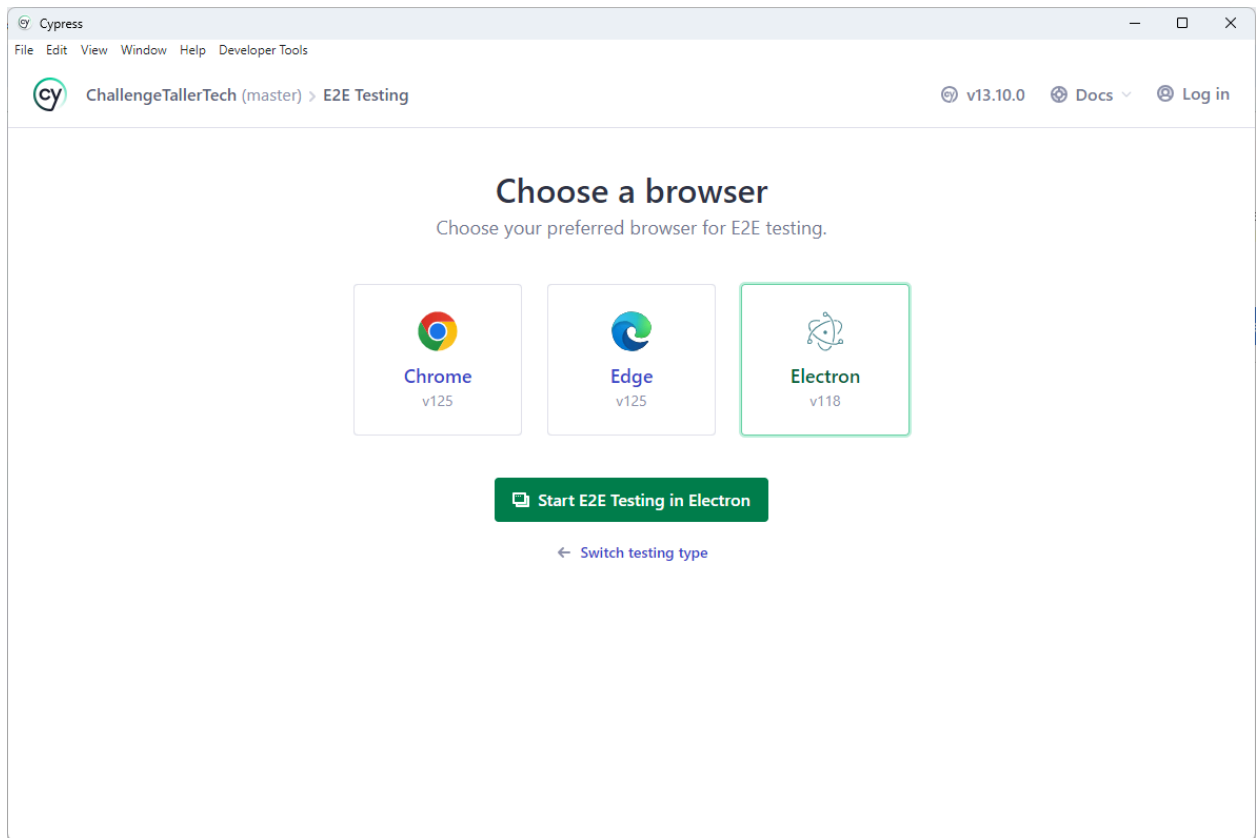 Cypress
File Edit View Window Help Developer Tools
cy ChallengeTallerTech (master) > E2E Testing v13.10.0 Docs Log in
Choose a browser
Choose your preferred browser for E2E testing.
Chrome Edge Electron
v125 v125 v118
Start E2E Testing in Electron
← Switch testing type